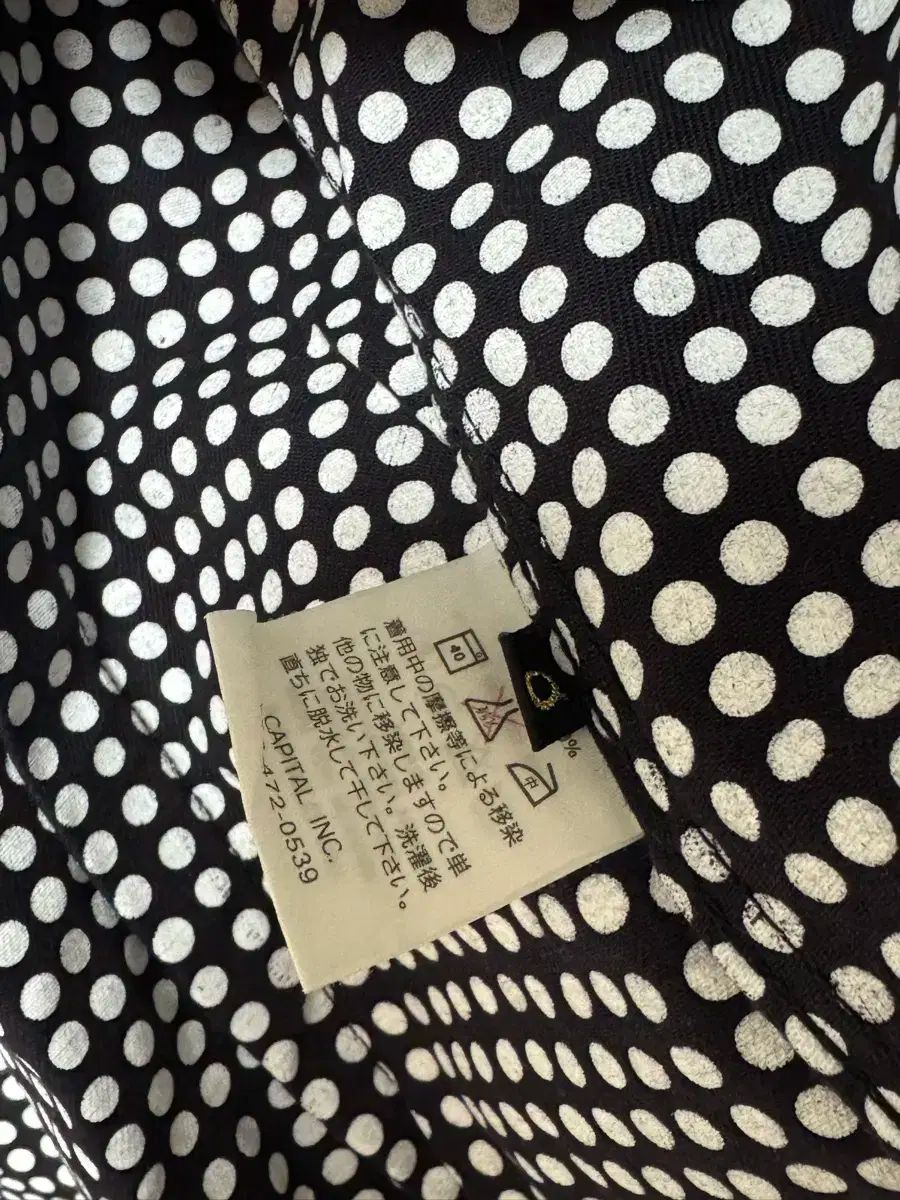 40
%
中
着用中の摩擦等による移染
に注意して下さい。
他の物に移染しますので単
独でお洗い下さい。洗濯後
直ちに脱水して干して下さい。
CAPITAL INC.
472-0539